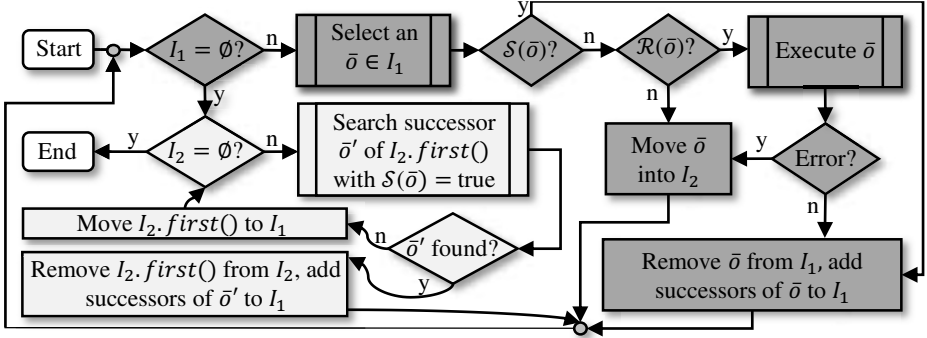 Start
I₁ = ∅?
n
Select an
ō ∈ I₁
𝒮(ō)?
y
n
ℛ(ō)?
y
Execute ō
y
n
End
y
I₂ = ∅?
n
Search successor
ō′ of I₂.first()
with 𝒮(ō) = true
Move ō
into I₂
y
Error?
n
Move I₂.first() to I₁
n
ō′ found?
y
Remove I₂.first() from I₂, add
successors of ō′ to I₁
Remove ō from I₁, add
successors of ō to I₁